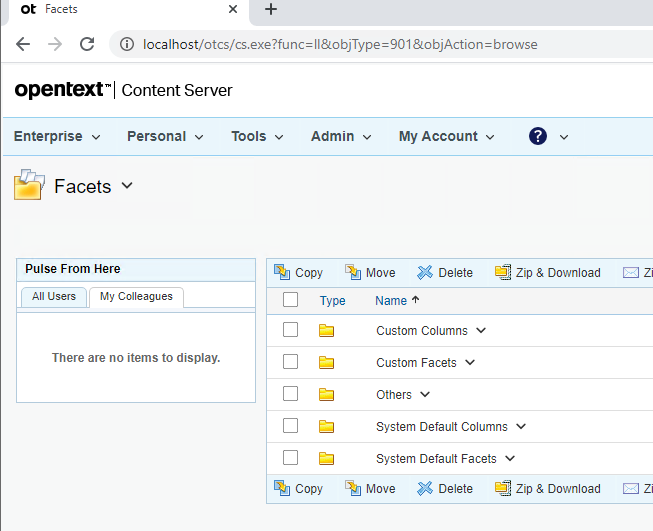 ot Facets
localhost/otcs/cs.exe?func=ll&objType=901&objAction=browse
opentext™ | Content Server
Enterprise Personal Tools Admin My Account ?
Facets
Pulse From Here
All Users My Colleagues
There are no items to display.
Copy Move Delete Zip & Download Zi
Type Name
Custom Columns
Custom Facets
Others
System Default Columns
System Default Facets
Copy Move Delete Zip & Download Zi